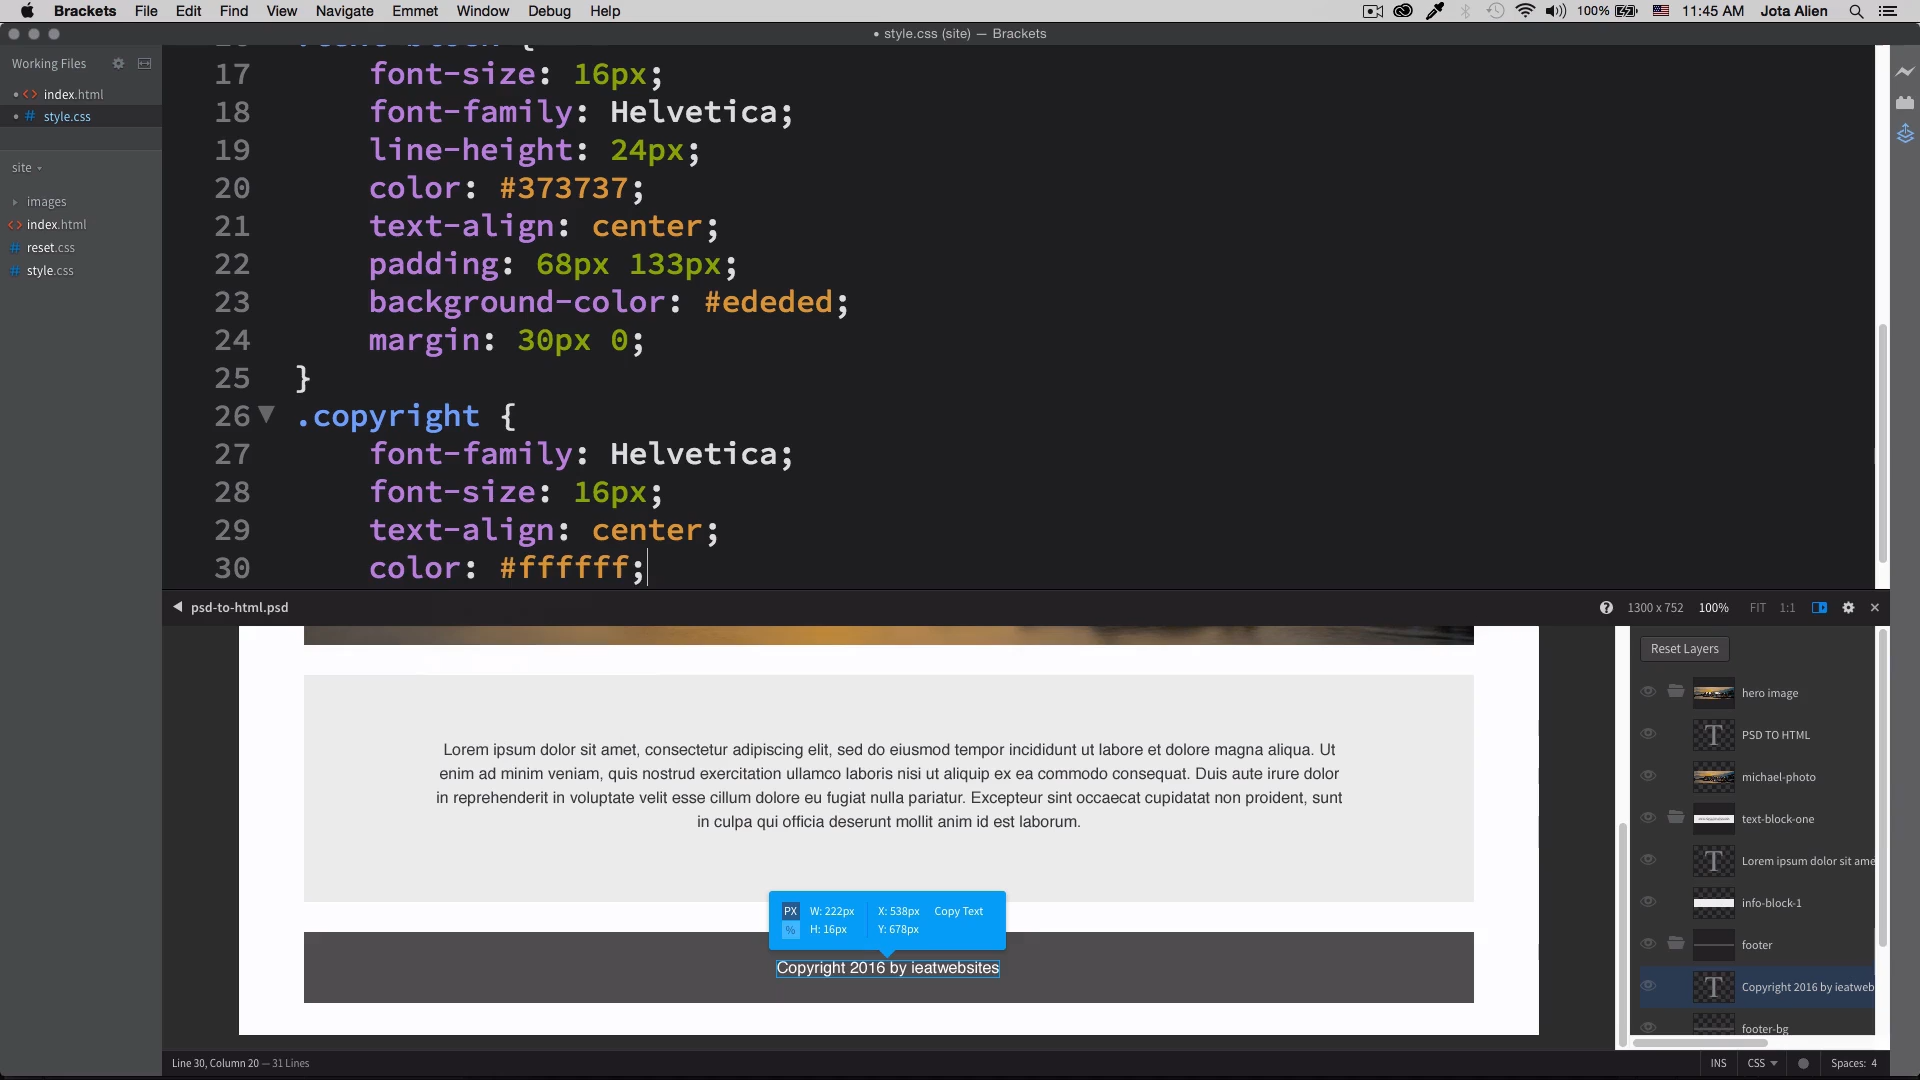 Brackets File Edit Find View Navigate Emmet Window Debug Help 100% 11:45 AM Jota Alien
• style.css (site) — Brackets
Working Files
• <> index.html
• # style.css
site
images
<> index.html
# reset.css
# style.css
17 font-size: 16px;
18 font-family: Helvetica;
19 line-height: 24px;
20 color: #373737;
21 text-align: center;
22 padding: 68px 133px;
23 background-color: #ededed;
24 margin: 30px 0;
25 }
26 .copyright {
27 font-family: Helvetica;
28 font-size: 16px;
29 text-align: center;
30 color: #ffffff;
psd-to-html.psd 1300 x 752 100% FIT 1:1
Lorem ipsum dolor sit amet, consectetur adipiscing elit, sed do eiusmod tempor incididunt ut labore et dolore magna aliqua. Ut
enim ad minim veniam, quis nostrud exercitation ullamco laboris nisi ut aliquip ex ea commodo consequat. Duis aute irure dolor
in reprehenderit in voluptate velit esse cillum dolore eu fugiat nulla pariatur. Excepteur sint occaecat cupidatat non proident, sunt
in culpa qui officia deserunt mollit anim id est laborum.
PX W: 222px X: 538px Copy Text
% H: 16px Y: 678px
Copyright 2016 by ieatwebsites
Reset Layers
hero image
PSD TO HTML
michael-photo
text-block-one
Lorem ipsum dolor sit ame
info-block-1
footer
Copyright 2016 by ieatweb
footer-bg
Line 30, Column 20 — 31 Lines INS CSS Spaces: 4